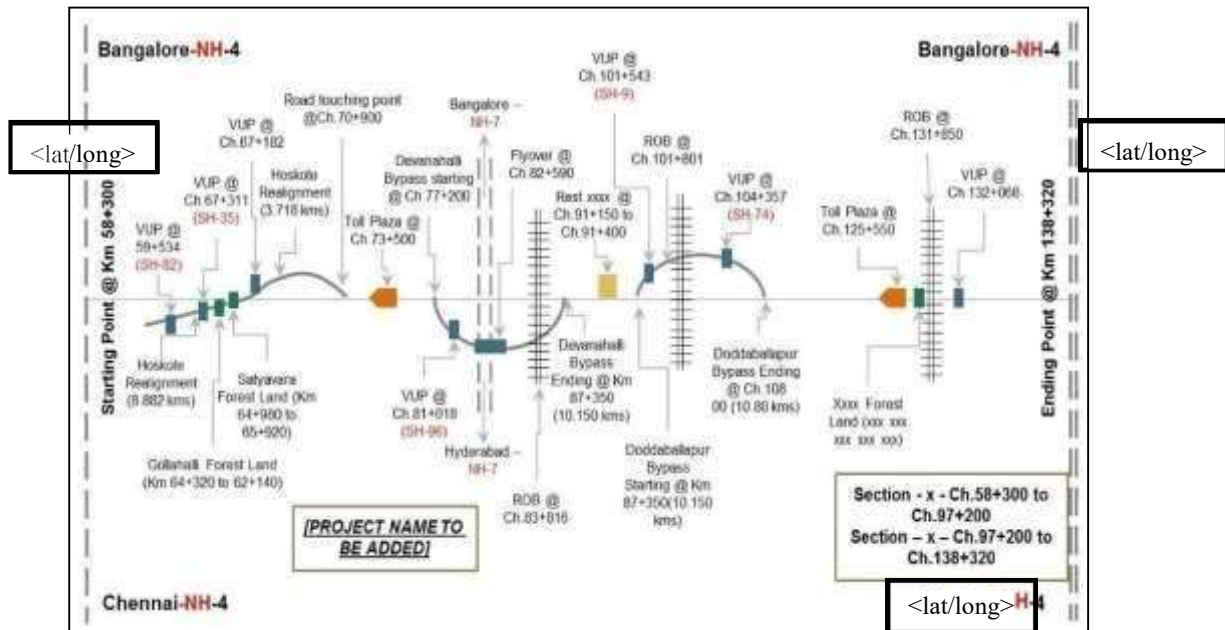 Bangalore-NH-4
Bangalore-NH-4
<lat/long>
<lat/long>
Starting Point @ Km 58+300
Ending Point @ Km 138+320
VUP @
59+534
(SH-82)
VUP @
Ch.67+311
(SH-35)
VUP @
Ch.67+182
Hoskote
Realignment
(3.718 kms)
Road touching point
@Ch.70+900
Toll Plaza @
Ch.73+500
Devanahalli
Bypass starting
@ Ch 77+200
Bangalore –
NH-7
Flyover @
Ch 82+590
VUP @
Ch.101+543
(SH-9)
Rest xxxx @
Ch.91+150 to
Ch.91+400
ROB @
Ch.101+801
VUP @
Ch.104+357
(SH-74)
Toll Plaza @
Ch.125+550
ROB @
Ch.131+850
VUP @
Ch.132+068
Hoskote
Realignment
(8.882 kms)
Satyavara
Forest Land (Km
64+980 to
65+920)
Gollahalli Forest Land
(Km 64+320 to 62+140)
VUP @
Ch.81+018
(SH-96)
Hyderabad –
NH-7
ROB @
Ch.83+816
Devanahalli
Bypass
Ending @ Km
87+350
(10.150 kms)
Doddaballapur
Bypass
Starting @ Km
87+350(10.150
kms)
Doddaballapur
Bypass Ending
@ Ch 108
00 (10.80 kms)
Xxxx Forest
Land (xxx xxx
xxx xxx xxx)
[PROJECT NAME TO
BE ADDED]
Section - x - Ch.58+300 to
Ch.97+200
Section – x – Ch.97+200 to
Ch.138+320
Chennai-NH-4
<lat/long>
H-4